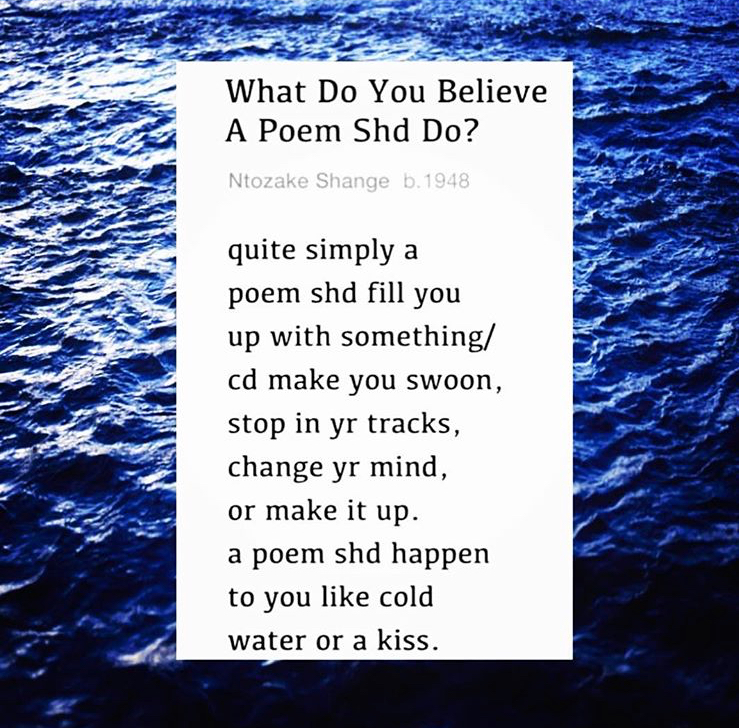 What Do You Believe
A Poem Shd Do?
Ntozake Shange b.1948
quite simply a
poem shd fill you
up with something/
cd make you swoon,
stop in yr tracks,
change yr mind,
or make it up.
a poem shd happen
to you like cold
water or a kiss.